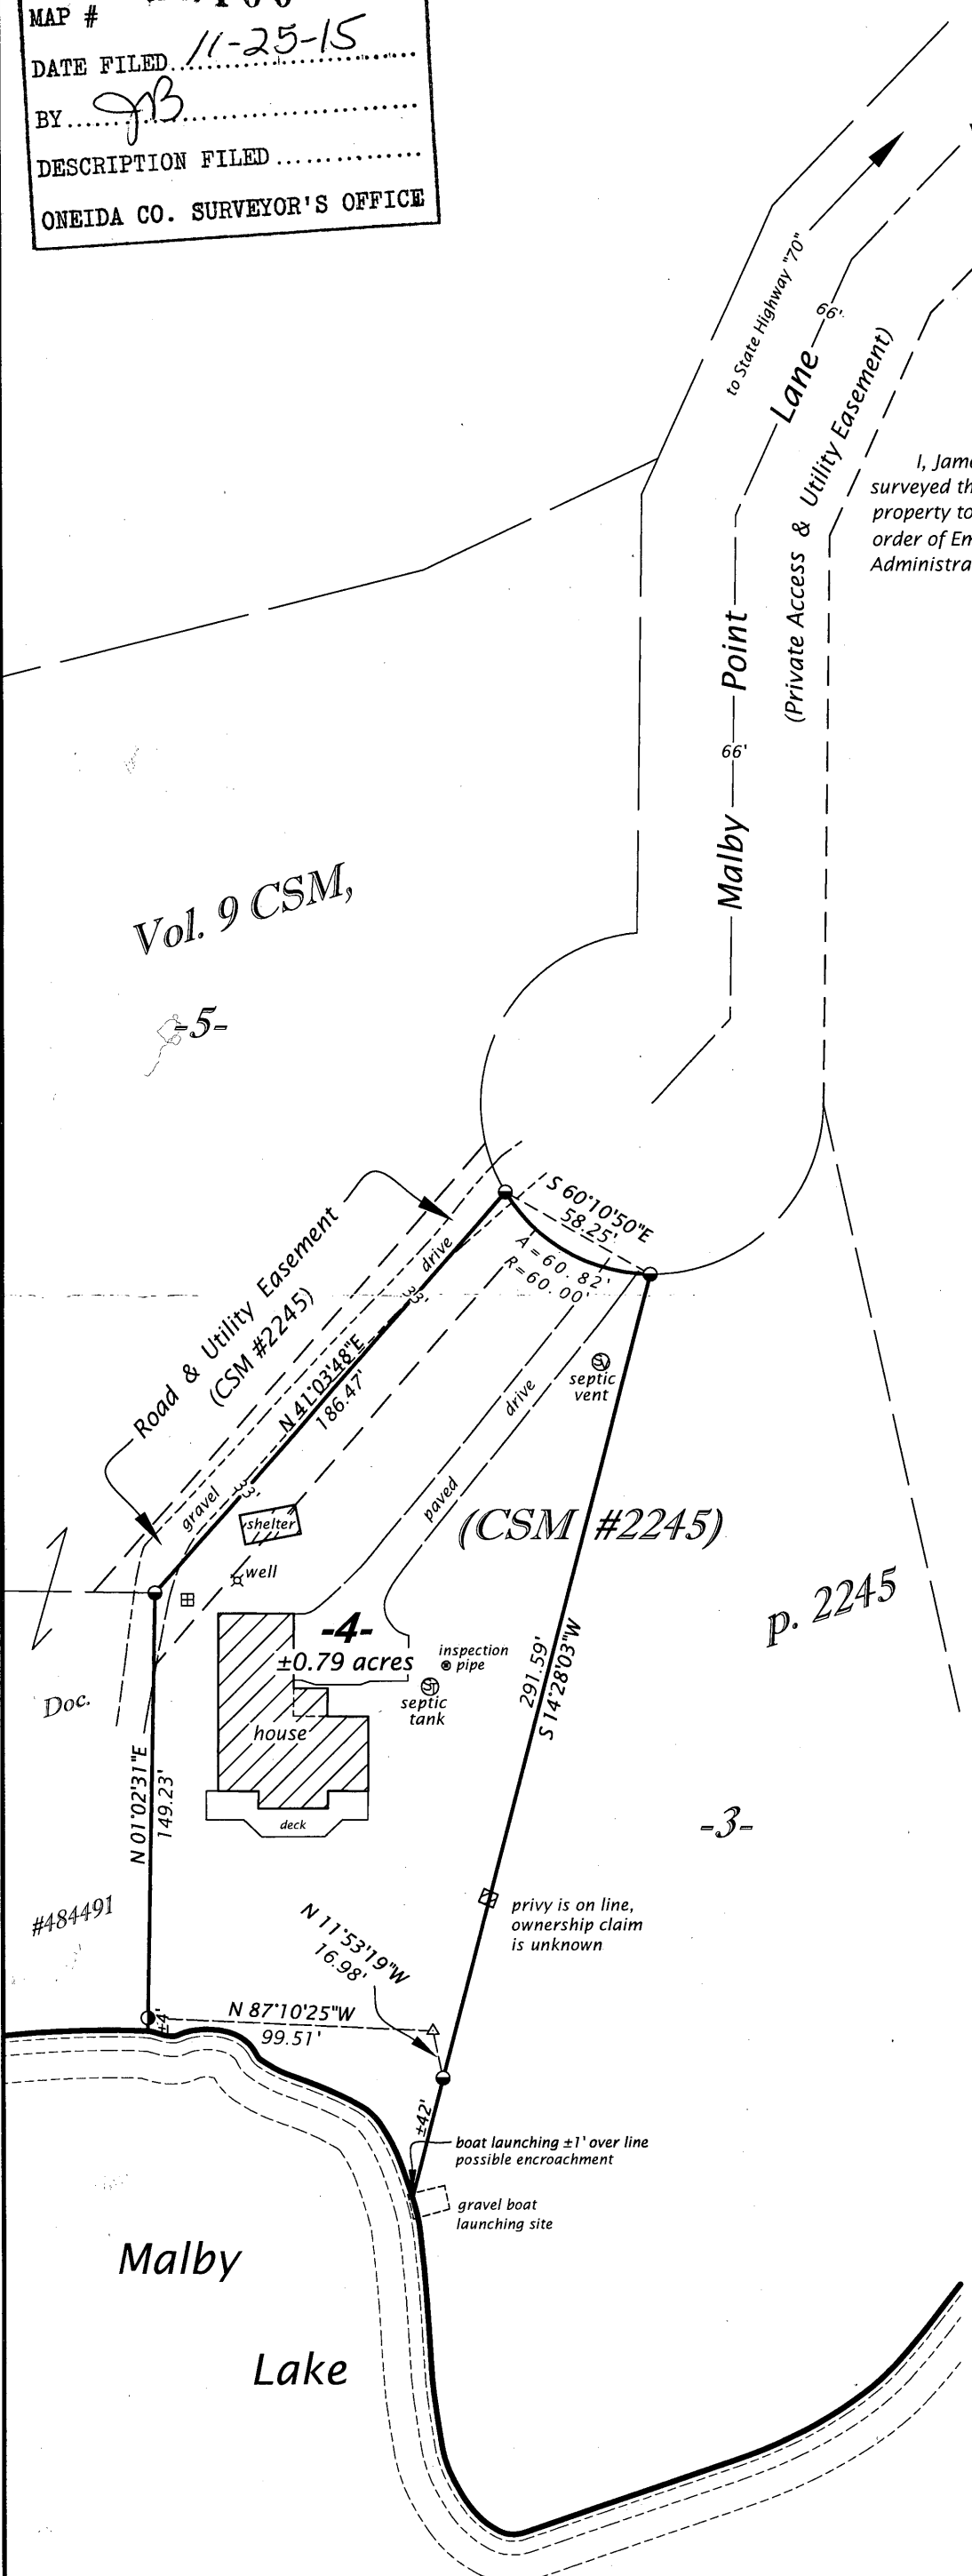 MAP #
DATE FILED 11-25-15
BY JB
DESCRIPTION FILED
ONEIDA CO. SURVEYOR'S OFFICE
to State Highway "70"
66'
Malby Point Lane
(Private Access & Utility Easement)
66'
I, Jam
surveyed th
property to
order of Em
Administra
Vol. 9 CSM,
-5-
S 60°10'50"E
58.25'
A=60.82'
R=60.00'
Road & Utility Easement
(CSM #2245)
drive
33'
N 41°03'48"E
186.47'
gravel
33'
septic
vent
drive
paved
shelter
well
(CSM #2245)
p. 2245
-4-
±0.79 acres
inspection
pipe
septic
tank
house
deck
291.59'
S 14°28'03"W
Doc.
#484491
N 01°02'31"E
149.23'
-3-
privy is on line,
ownership claim
is unknown
N 11°53'19"W
16.98'
N 87°10'25"W
99.51'
±4'
±42'
boat launching ±1' over line
possible encroachment
gravel boat
launching site
Malby
Lake